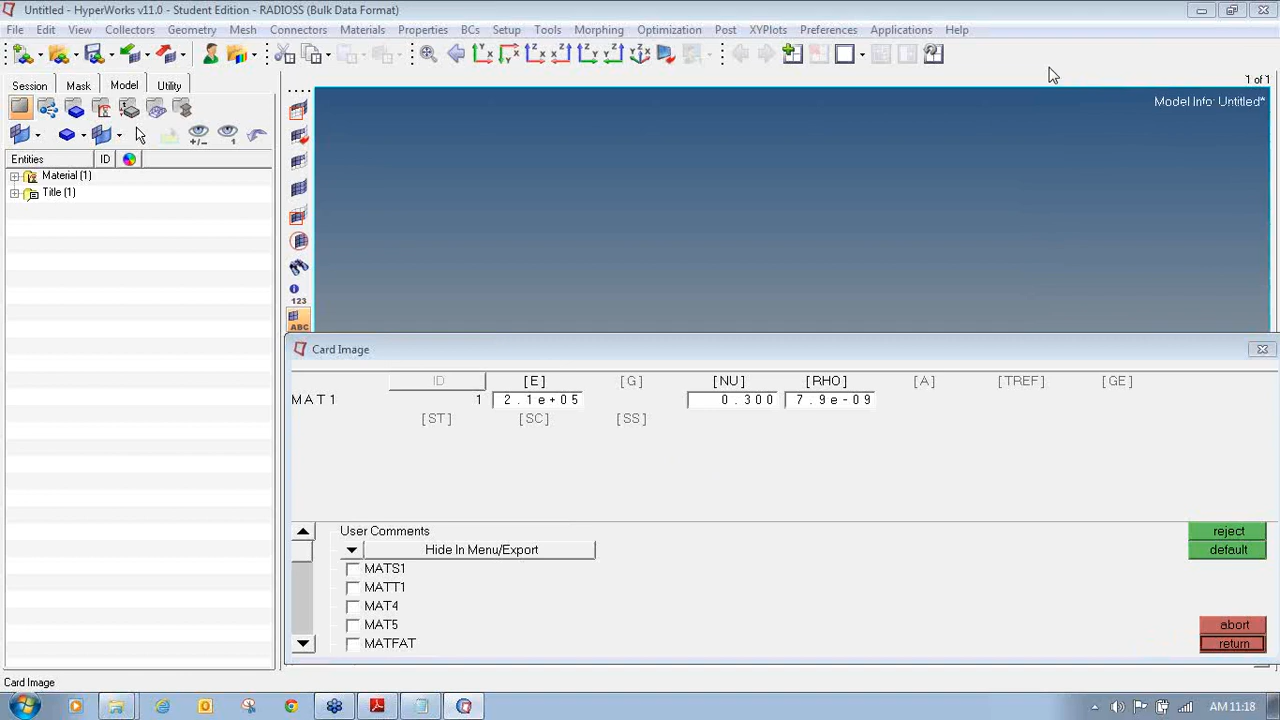 Untitled - HyperWorks v11.0 - Student Edition - RADIOSS (Bulk Data Format)
File Edit View Collectors Geometry Mesh Connectors Materials Properties BCs Setup Tools Morphing Optimization Post XYPlots Preferences Applications Help
Session Mask Model Utility
1 of 1
Model Info: Untitled*
Entities ID
Material (1)
Title (1)
123
ABC
Card Image
ID [E] [G] [NU] [RHO] [A] [TREF] [GE]
MAT1 1 2.1e+05 0.300 7.9e-09
[ST] [SC] [SS]
User Comments
Hide In Menu/Export
MATS1
MATT1
MAT4
MAT5
MATFAT
reject
default
abort
return
Card Image
AM 11:18